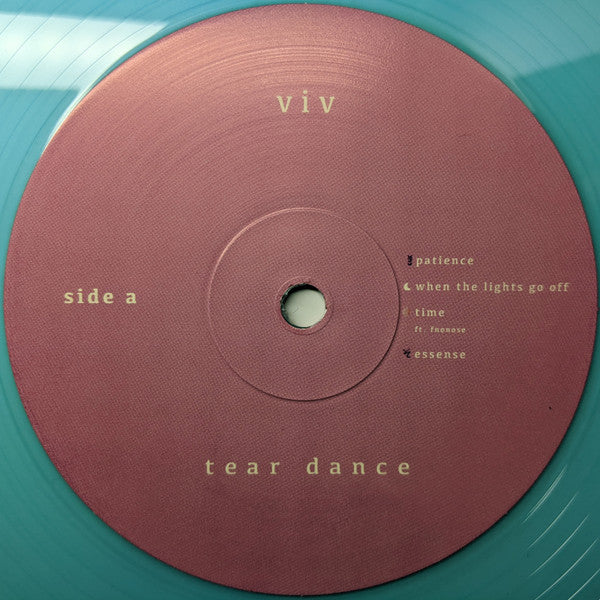 viv
side a
patience
when the lights go off
time
ft. fnonose
essense
tear dance